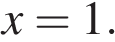 x = 1.